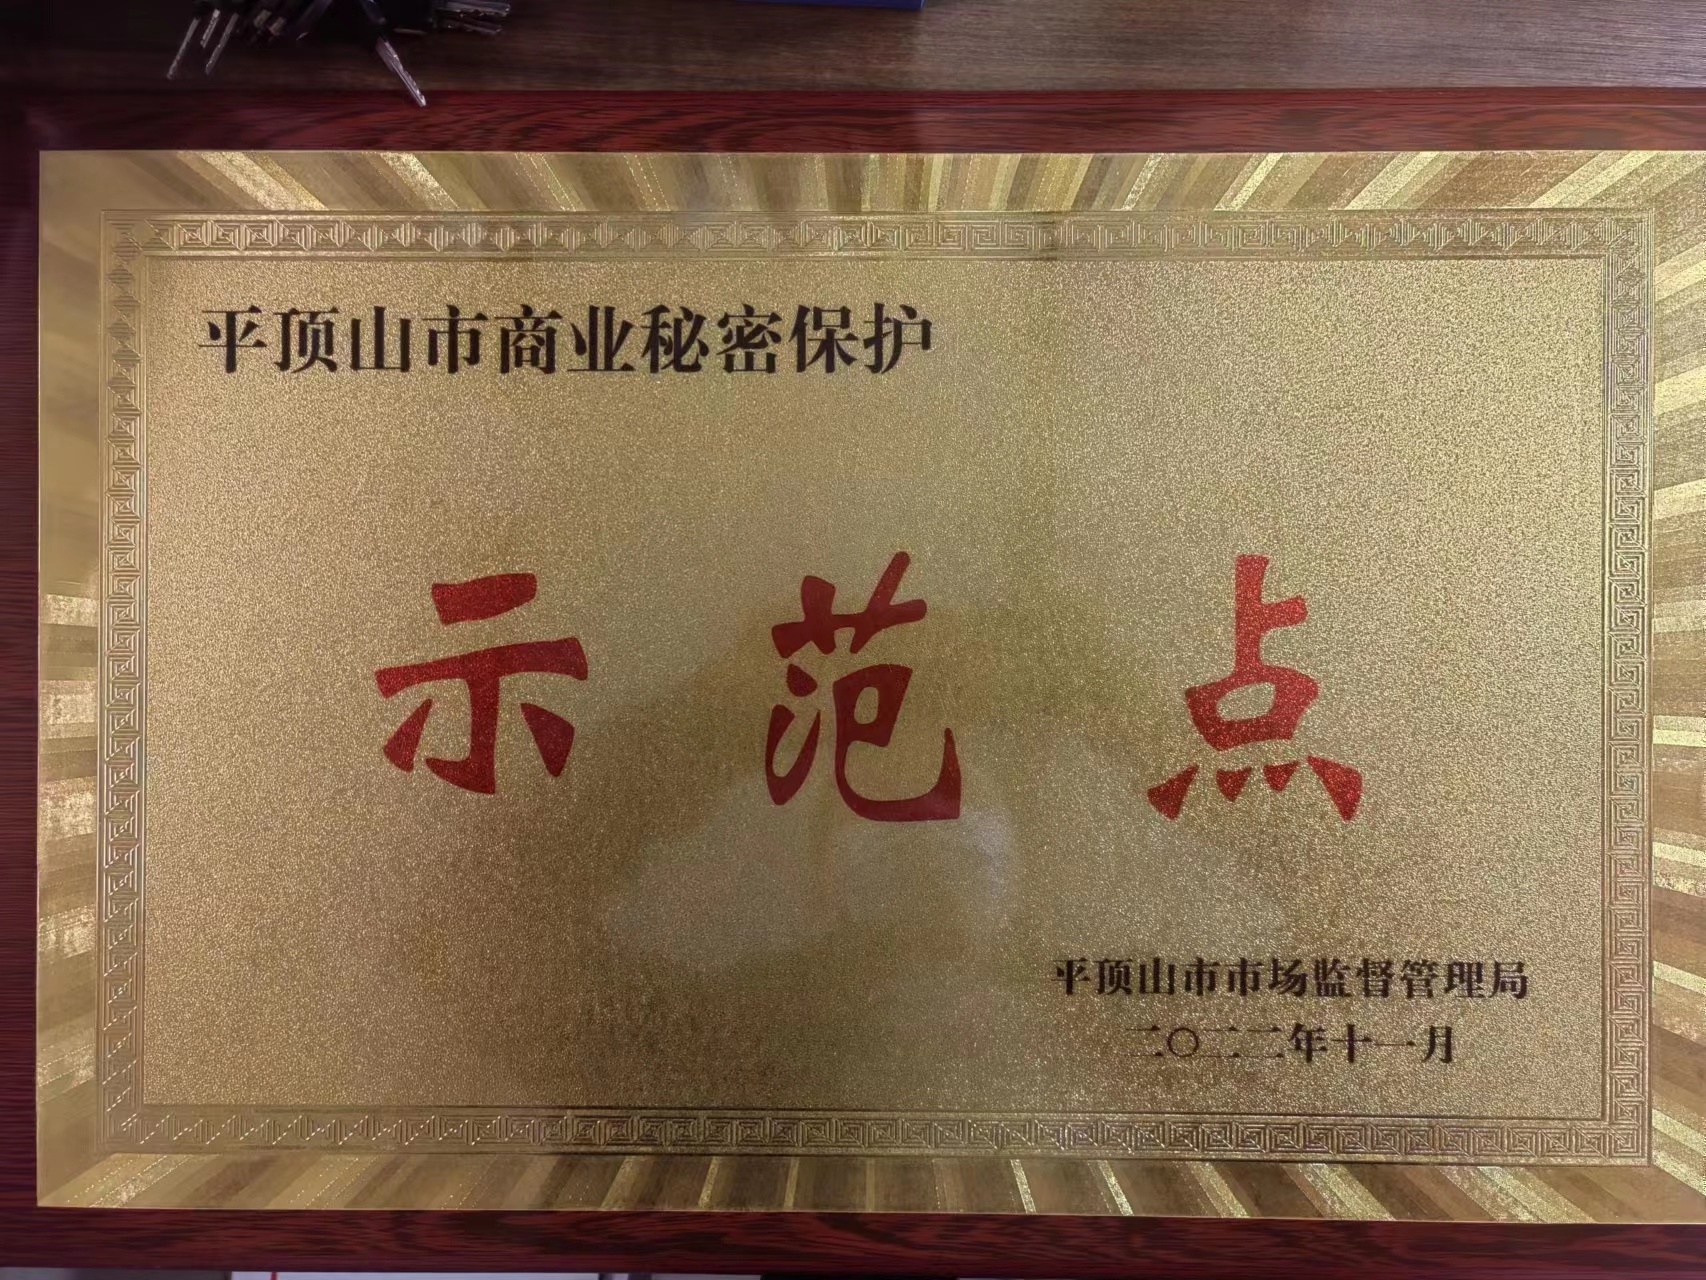 平顶山市商业秘密保护
示范点
平顶山市市场监督管理局
二〇二二年十一月